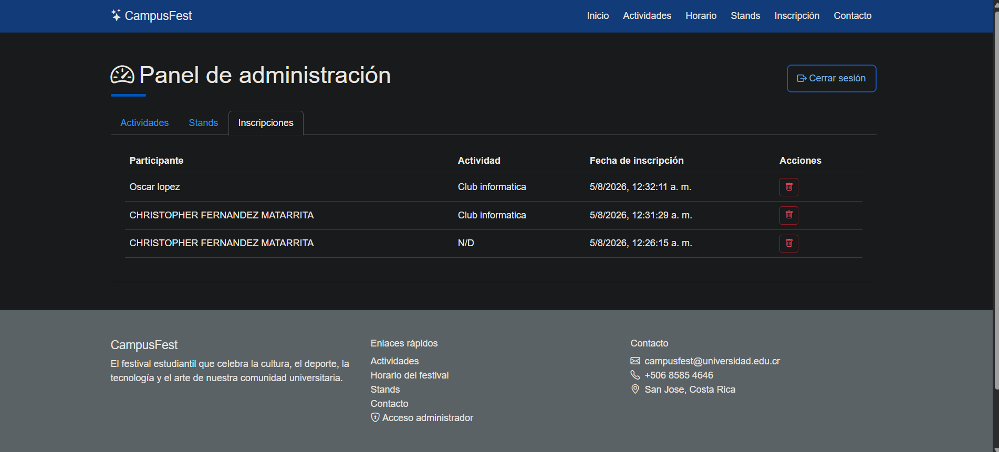 CampusFest
Inicio Actividades Horario Stands Inscripción Contacto
Panel de administración
Cerrar sesión
Actividades Stands Inscripciones
Participante Actividad Fecha de inscripción Acciones
Oscar lopez Club informatica 5/8/2026, 12:32:11 a. m.
CHRISTOPHER FERNANDEZ MATARRITA Club informatica 5/8/2026, 12:31:29 a. m.
CHRISTOPHER FERNANDEZ MATARRITA N/D 5/8/2026, 12:26:15 a. m.
CampusFest
El festival estudiantil que celebra la cultura, el deporte, la
tecnología y el arte de nuestra comunidad universitaria.
Enlaces rápidos
Actividades
Horario del festival
Stands
Contacto
Acceso administrador
Contacto
campusfest@universidad.edu.cr
+506 8585 4646
San Jose, Costa Rica